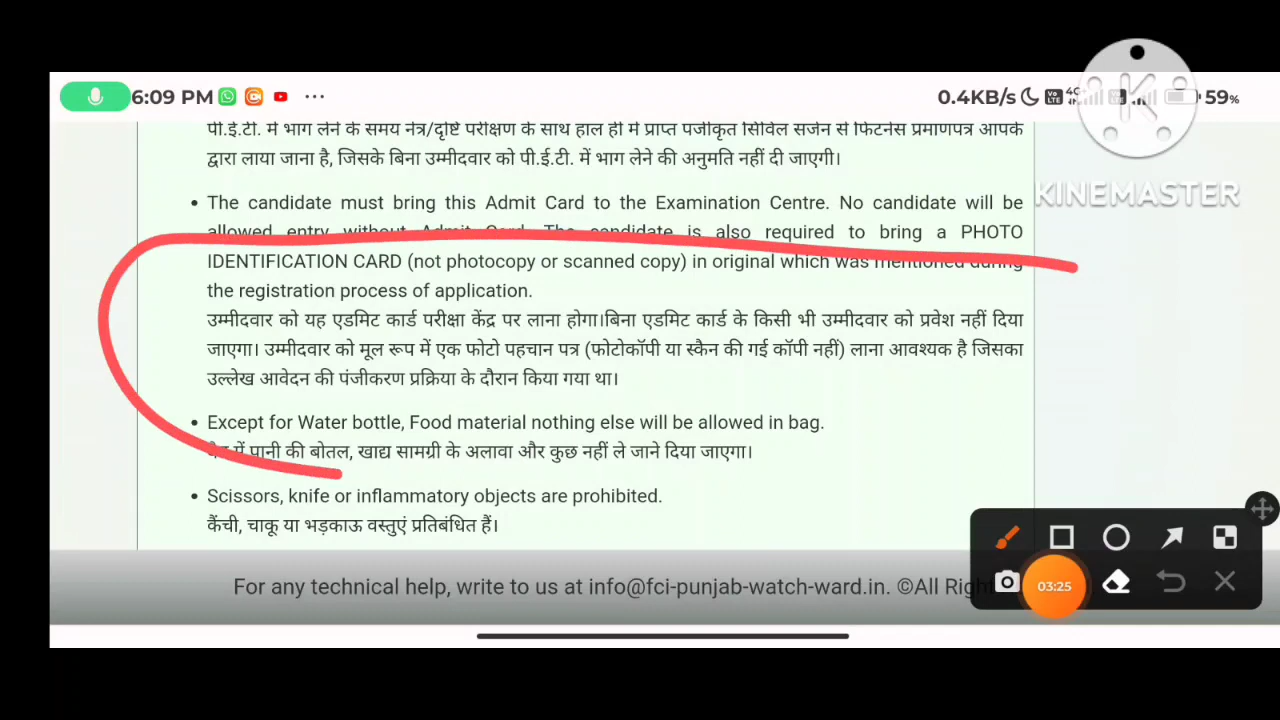 6:09 PM ... 0.4KB/s Vo LTE 4G 59%
KINEMASTER
पी.ई.टी. में भाग लेने के समय नेत्र/दृष्टि परीक्षण के साथ हाल ही में प्राप्त पंजीकृत सिविल सर्जन से फिटनेस प्रमाणपत्र आपके
द्वारा लाया जाना है, जिसके बिना उम्मीदवार को पी.ई.टी. में भाग लेने की अनुमति नहीं दी जाएगी।
• The candidate must bring this Admit Card to the Examination Centre. No candidate will be
allowed entry without Admit Card. The candidate is also required to bring a PHOTO
IDENTIFICATION CARD (not photocopy or scanned copy) in original which was mentioned during
the registration process of application.
उम्मीदवार को यह एडमिट कार्ड परीक्षा केंद्र पर लाना होगा।बिना एडमिट कार्ड के किसी भी उम्मीदवार को प्रवेश नहीं दिया
जाएगा। उम्मीदवार को मूल रूप में एक फोटो पहचान पत्र (फोटोकॉपी या स्कैन की गई कॉपी नहीं) लाना आवश्यक है जिसका
उल्लेख आवेदन की पंजीकरण प्रक्रिया के दौरान किया गया था।
• Except for Water bottle, Food material nothing else will be allowed in bag.
बैग में पानी की बोतल, खाद्य सामग्री के अलावा और कुछ नहीं ले जाने दिया जाएगा।
• Scissors, knife or inflammatory objects are prohibited.
कैंची, चाकू या भड़काऊ वस्तुएं प्रतिबंधित हैं।
For any technical help, write to us at info@fci-punjab-watch-ward.in. ©All
03:25